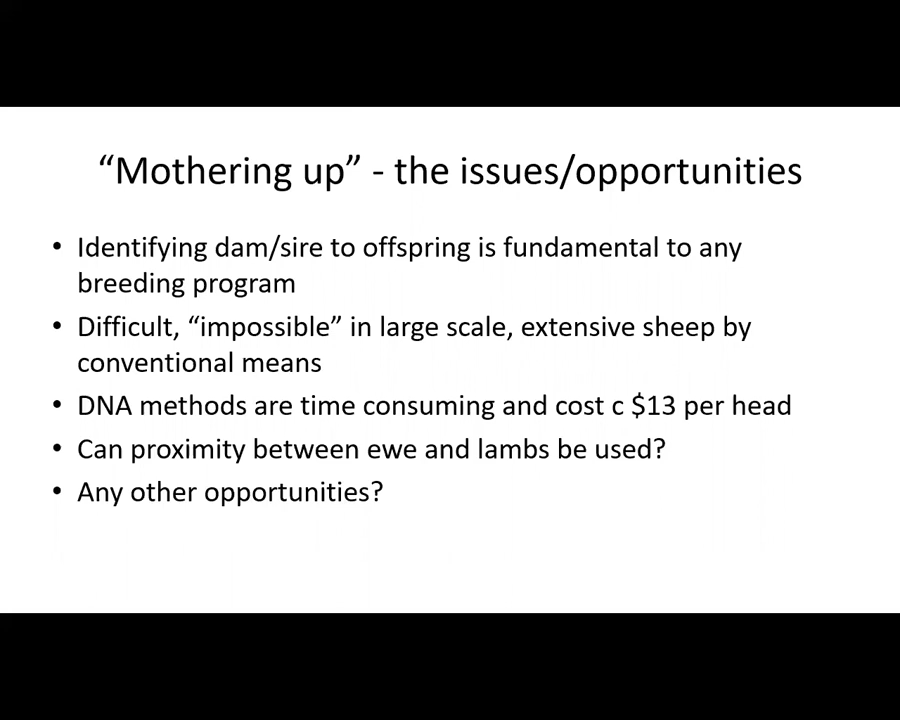 “Mothering up” - the issues/opportunities
• Identifying dam/sire to offspring is fundamental to any
breeding program
• Difficult, “impossible” in large scale, extensive sheep by
conventional means
• DNA methods are time consuming and cost c $13 per head
• Can proximity between ewe and lambs be used?
• Any other opportunities?